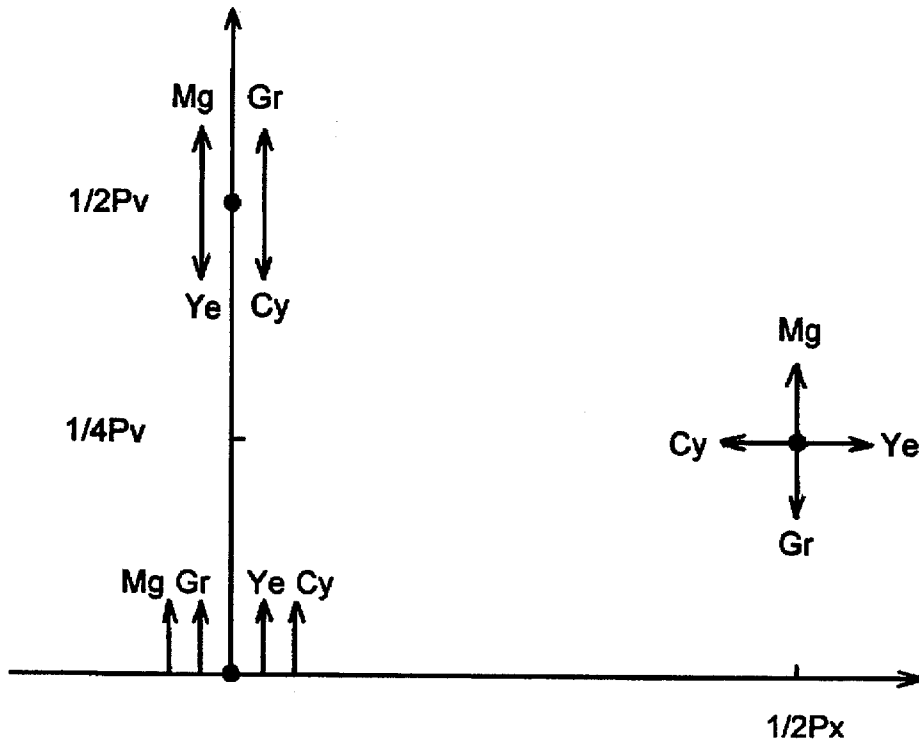 Mg Gr
1/2Pv
Ye Cy
Mg
1/4Pv
Cy Ye
Gr
Mg Gr Ye Cy
1/2Px